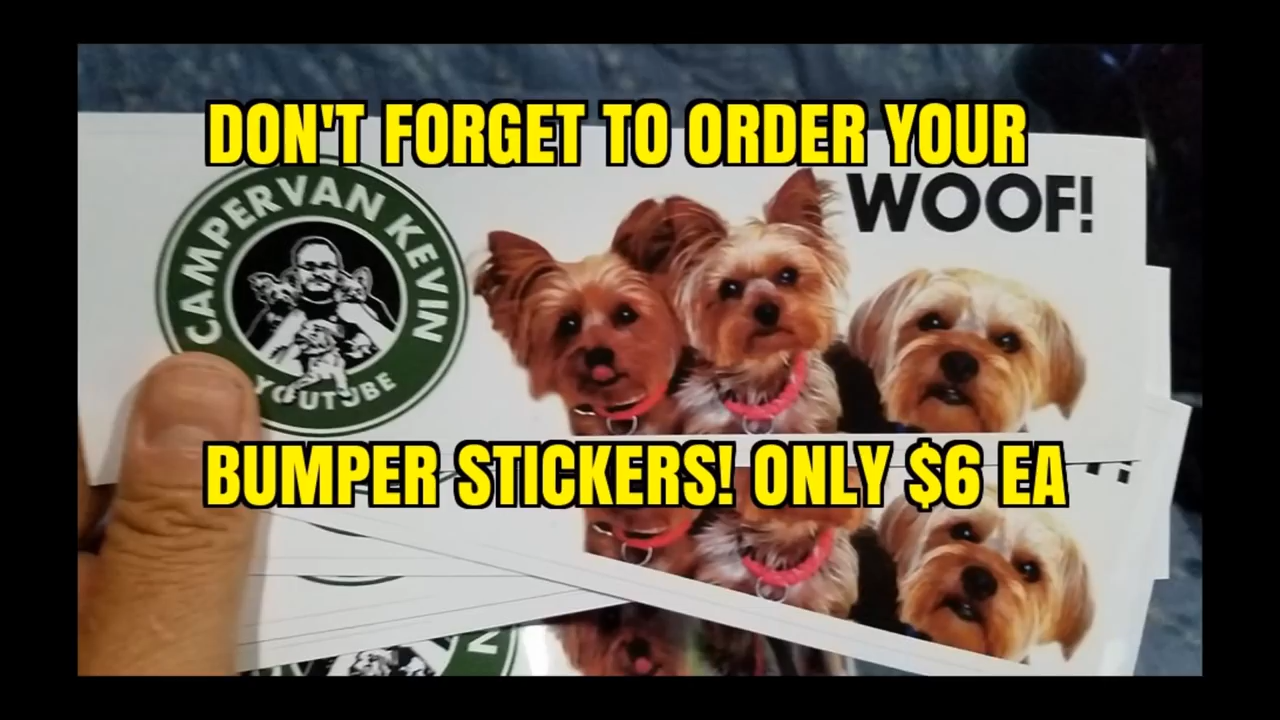 DON'T FORGET TO ORDER YOUR
WOOF!
CAMPERVAN KEVIN
YOUTUBE
BUMPER STICKERS! ONLY $6 EA